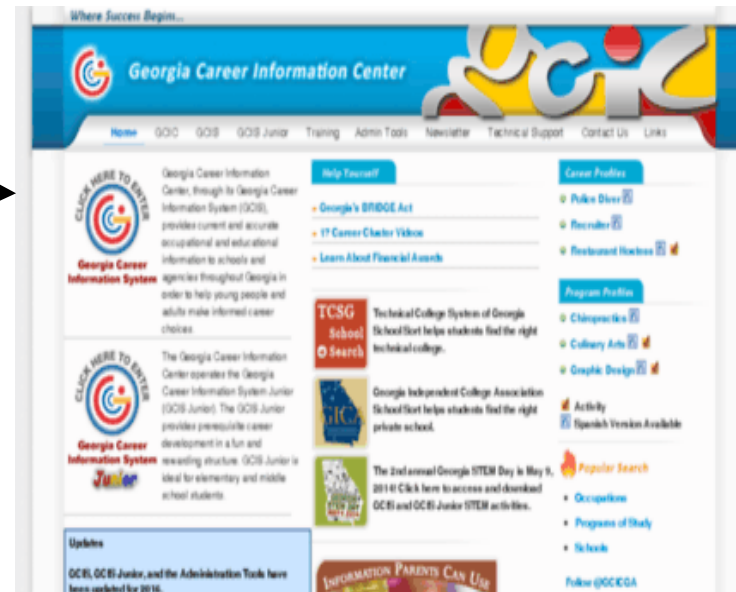 Where Success Begins...
Georgia Career Information Center
GCIC
Home GCIC GCIS GCIS Junior Training Admin Tools Newsletter Technical Support Contact Us Links
CLICK HERE TO ENTER
Georgia Career
Information System
Georgia Career Information
Center, through its Georgia Career
Information System (GCIS),
provides current and accurate
occupational and educational
information to schools and
agencies throughout Georgia in
order to help young people and
adults make informed career
choices
CLICK HERE TO ENTER
Georgia Career
Information System
Junior
The Georgia Career Information
Center operates the Georgia
Career Information System Junior
(GCIS Junior). The GCIS Junior
provides prerequisite career
development in a fun and
rewarding structure. GCIS Junior is
ideal for elementary and middle
school students.
Updates
GCIS, GCIS Junior, and the Administration Tools have
been updated for 2016.
Help Yourself
Georgia's BRIDGE Act
17 Career Cluster Videos
Learn About Financial Awards
TCSG
School
Search
Technical College System of Georgia
School Sort helps students find the right
technical college.
GICA
Georgia Independent College Association
School Sort helps students find the right
private school.
GEORGIA
STEM DAY
The 2nd annual Georgia STEM Day is May 9,
2014! Click here to access and download
GCIS and GCIS Junior STEM activities.
INFORMATION PARENTS CAN USE
Career Profiles
Police Diver
Recruiter
Restaurant Hostess
Program Profiles
Chiropractics
Culinary Arts
Graphic Design
Activity
Spanish Version Available
Popular Search
Occupations
Programs of Study
Schools
Follow @GCICGA